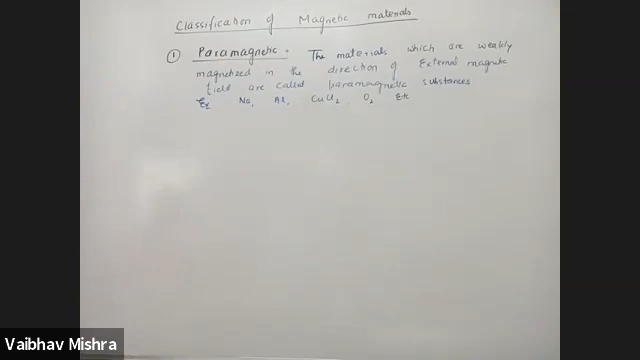 Classification of Magnetic materials
① Paramagnetic. The materials which are weakly
magnetized in the direction of External magnetic
field are called paramagnetic substances
Ex Na, Al, CuCl2, O2 Etc
Vaibhav Mishra